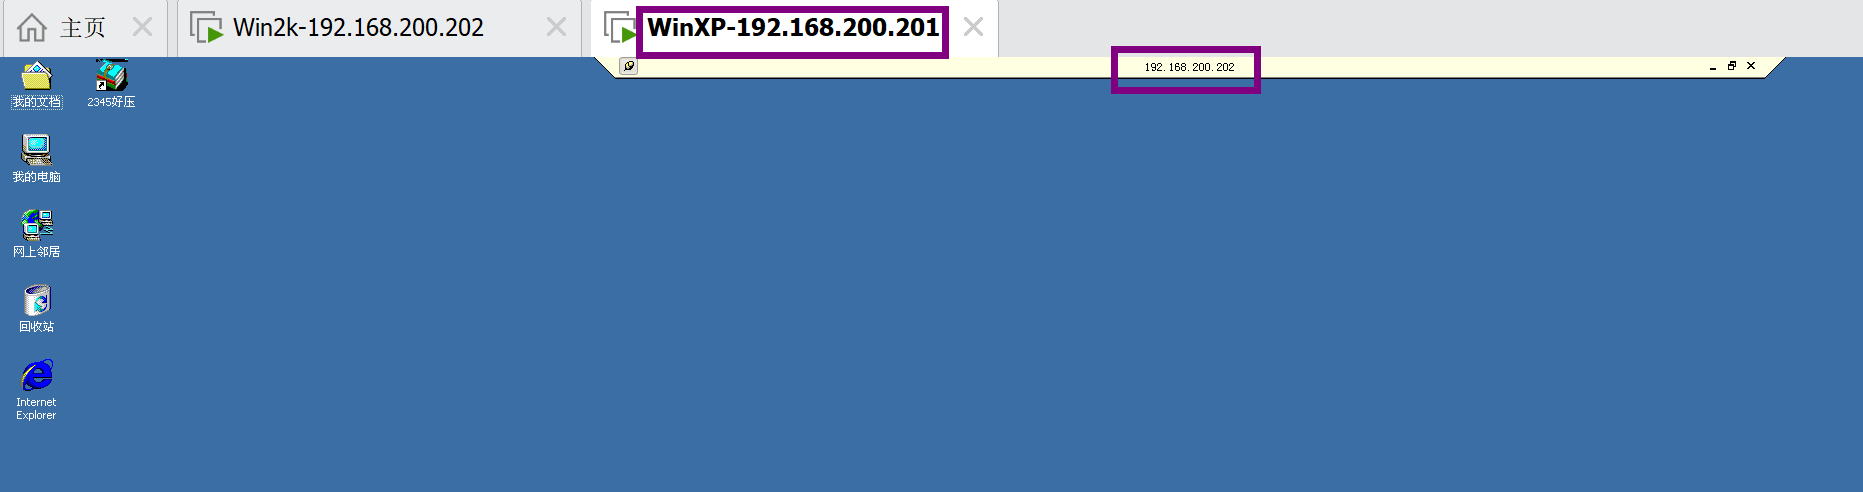 主页
Win2k-192.168.200.202
WinXP-192.168.200.201
192.168.200.202
我的文档
2345好压
我的电脑
网上邻居
回收站
Internet
Explorer